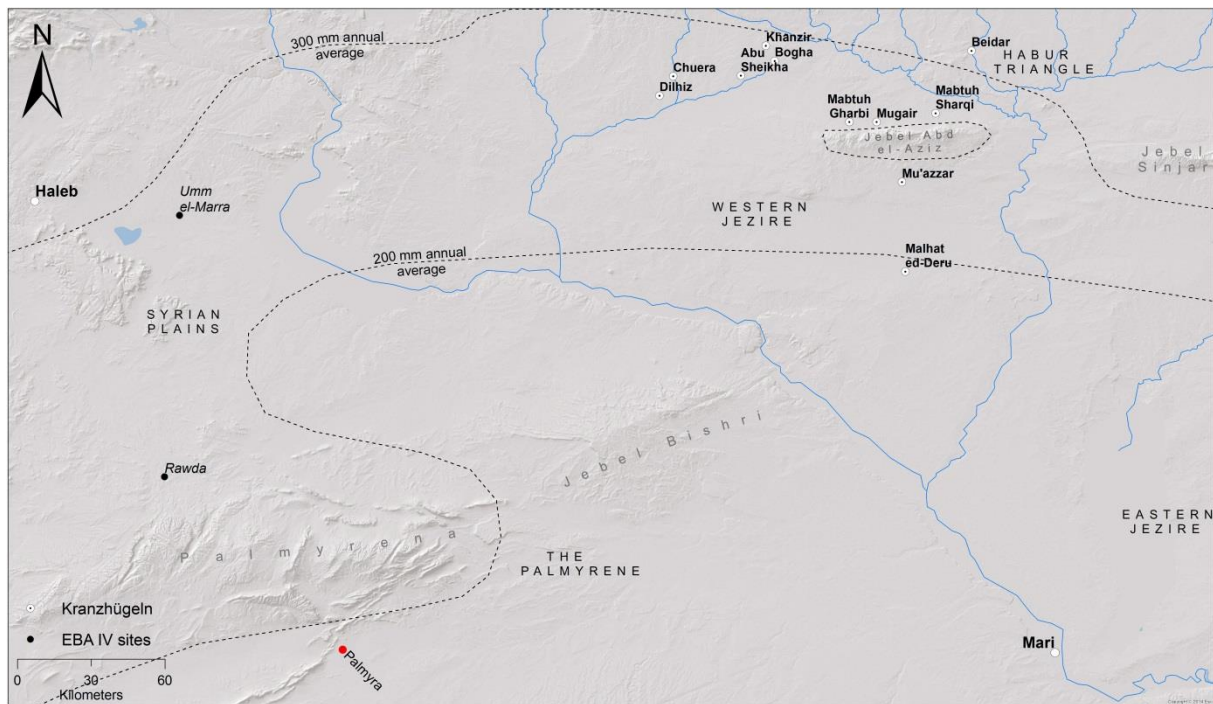 N
300 mm annual
average
Khanzir
Bogha
Abu
Sheikha
Chuera
Dilhiz
Beidar
HABUR
TRIANGLE
Mabtuh
Gharbi
Mugair
Mabtuh
Sharqi
Jebel Abd
el-Aziz
Jebel
Sinjar
Mu'azzar
Haleb
Umm
el-Marra
WESTERN
JEZIRE
200 mm annual
average
Malhat
ed-Deru
SYRIAN
PLAINS
Jebel Bishri
Rawda
Palmyrena
THE
PALMYRENE
EASTERN
JEZIRE
Kranzhügeln
EBA IV sites
0 30 60
Kilometers
Palmyra
Mari